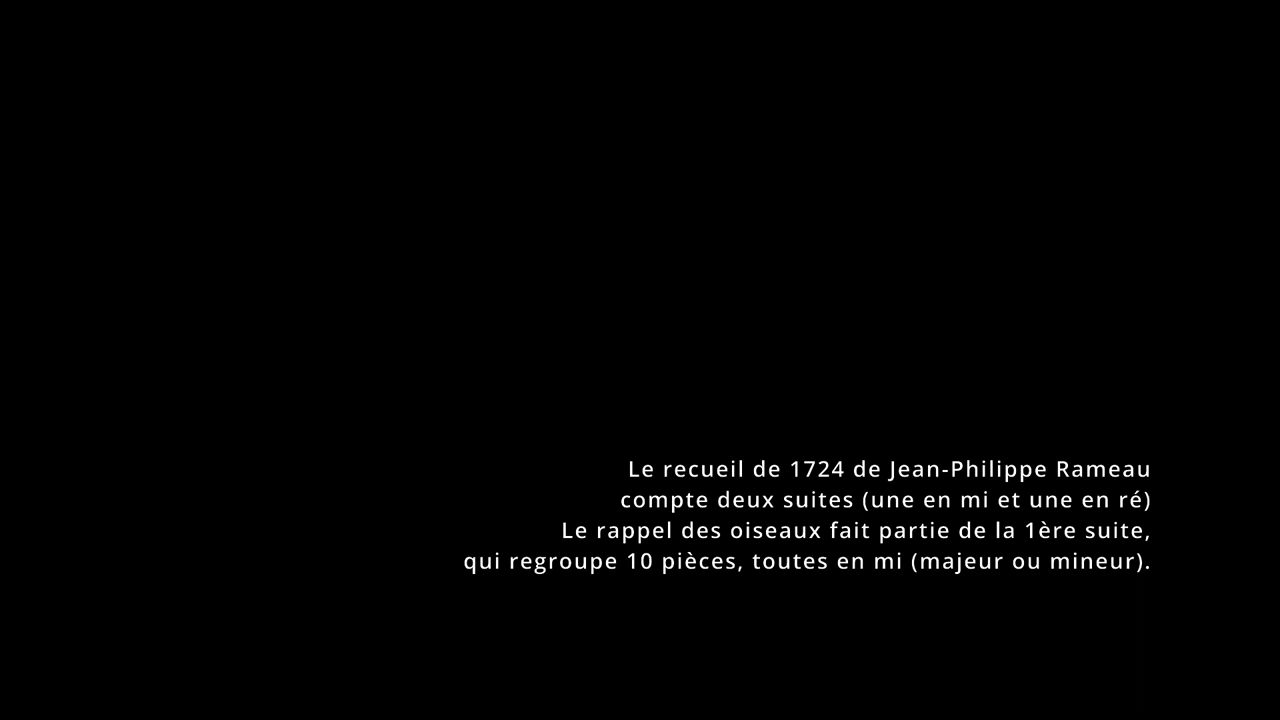 Le recueil de 1724 de Jean-Philippe Rameau
compte deux suites (une en mi et une en ré)
Le rappel des oiseaux fait partie de la 1ère suite,
qui regroupe 10 pièces, toutes en mi (majeur ou mineur).